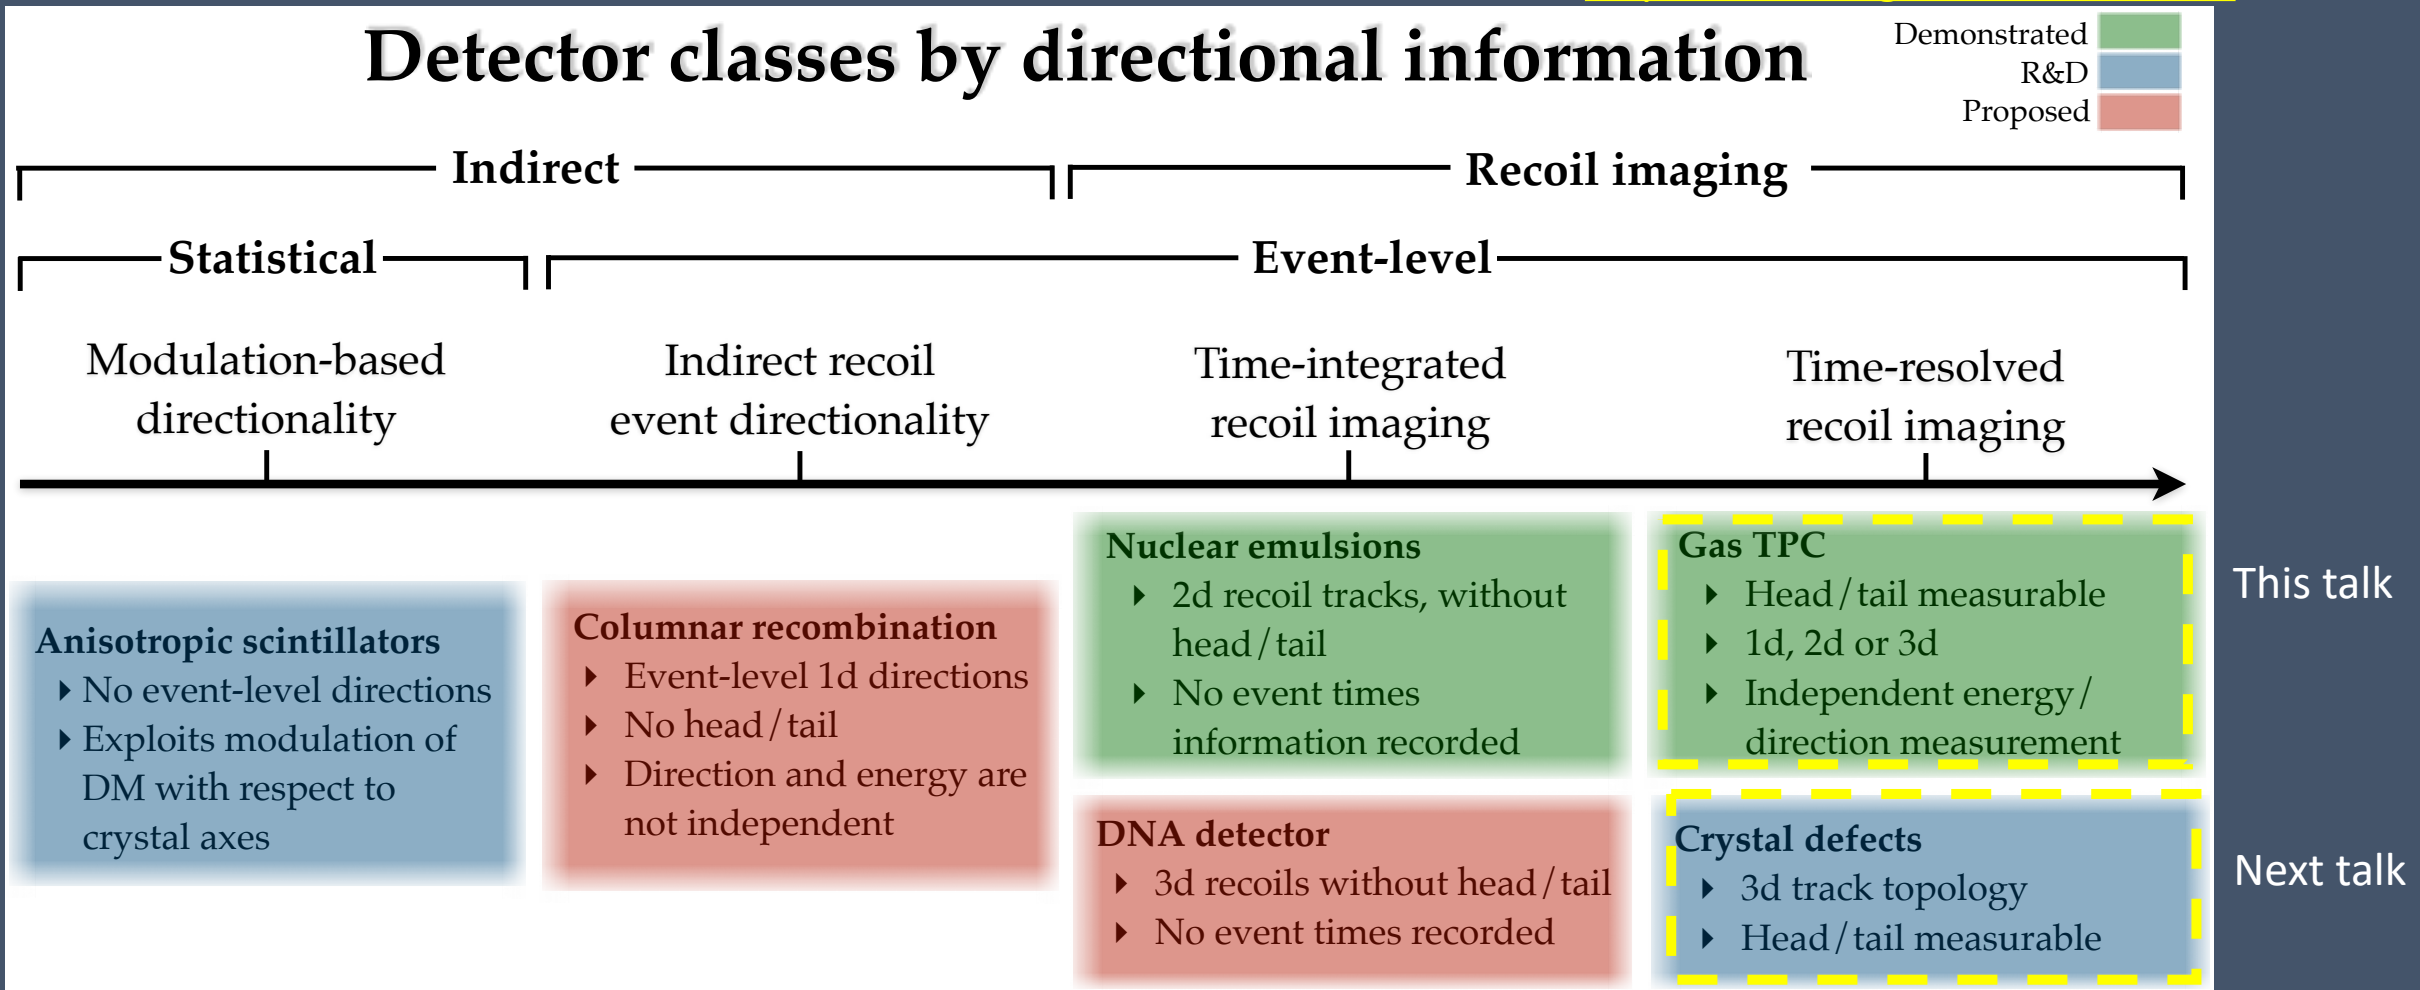 Detector classes by directional information
Demonstrated
R&D
Proposed
Indirect
Recoil imaging
Statistical
Event-level
Modulation-based
directionality
Indirect recoil
event directionality
Time-integrated
recoil imaging
Time-resolved
recoil imaging
Anisotropic scintillators
No event-level directions
Exploits modulation of
DM with respect to
crystal axes
Columnar recombination
Event-level 1d directions
No head/tail
Direction and energy are
not independent
Nuclear emulsions
2d recoil tracks, without
head/tail
No event times
information recorded
DNA detector
3d recoils without head/tail
No event times recorded
Gas TPC
Head/tail measurable
1d, 2d or 3d
Independent energy/
direction measurement
Crystal defects
3d track topology
Head/tail measurable
This talk
Next talk